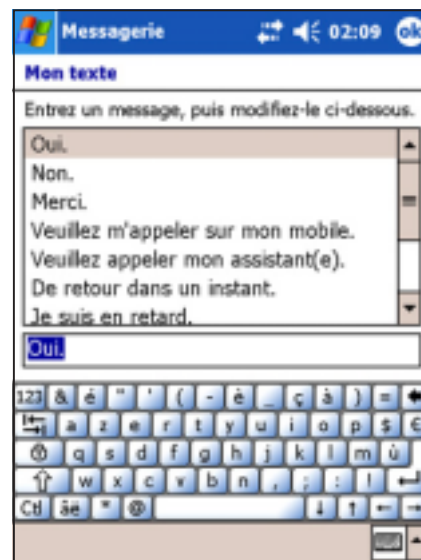 Messagerie 02:09 ok
Mon texte
Entrez un message, puis modifiez-le ci-dessous.
Oui.
Non.
Merci.
Veuillez m'appeler sur mon mobile.
Veuillez appeler mon assistant(e).
De retour dans un instant.
Je suis en retard.
Oui.
123 & é " ' ( - è _ ç à ) =
a z e r t y u i o p $ €
q s d f g h j k l m ù
w x c v b n , ; : !
Ctl áë * @